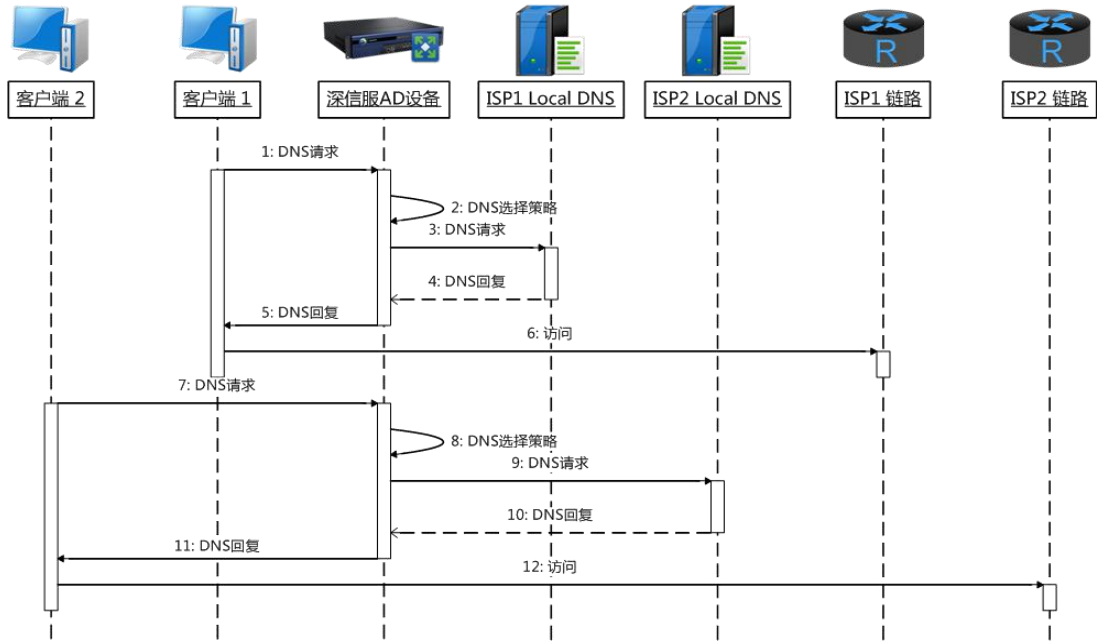 客户端 2
客户端 1
深信服AD设备
ISP1 Local DNS
ISP2 Local DNS
ISP1 链路
ISP2 链路
1: DNS请求
2: DNS选择策略
3: DNS请求
4: DNS回复
5: DNS回复
6: 访问
7: DNS请求
8: DNS选择策略
9: DNS请求
10: DNS回复
11: DNS回复
12: 访问
R
R